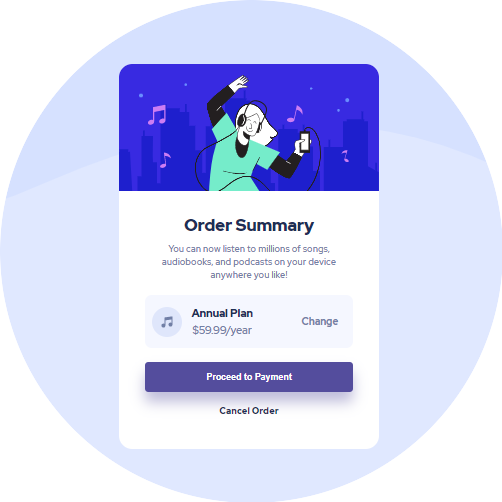 Order Summary
You can now listen to millions of songs,
audiobooks, and podcasts on your device
anywhere you like!
Annual Plan
$59.99/year
Change
Proceed to Payment
Cancel Order